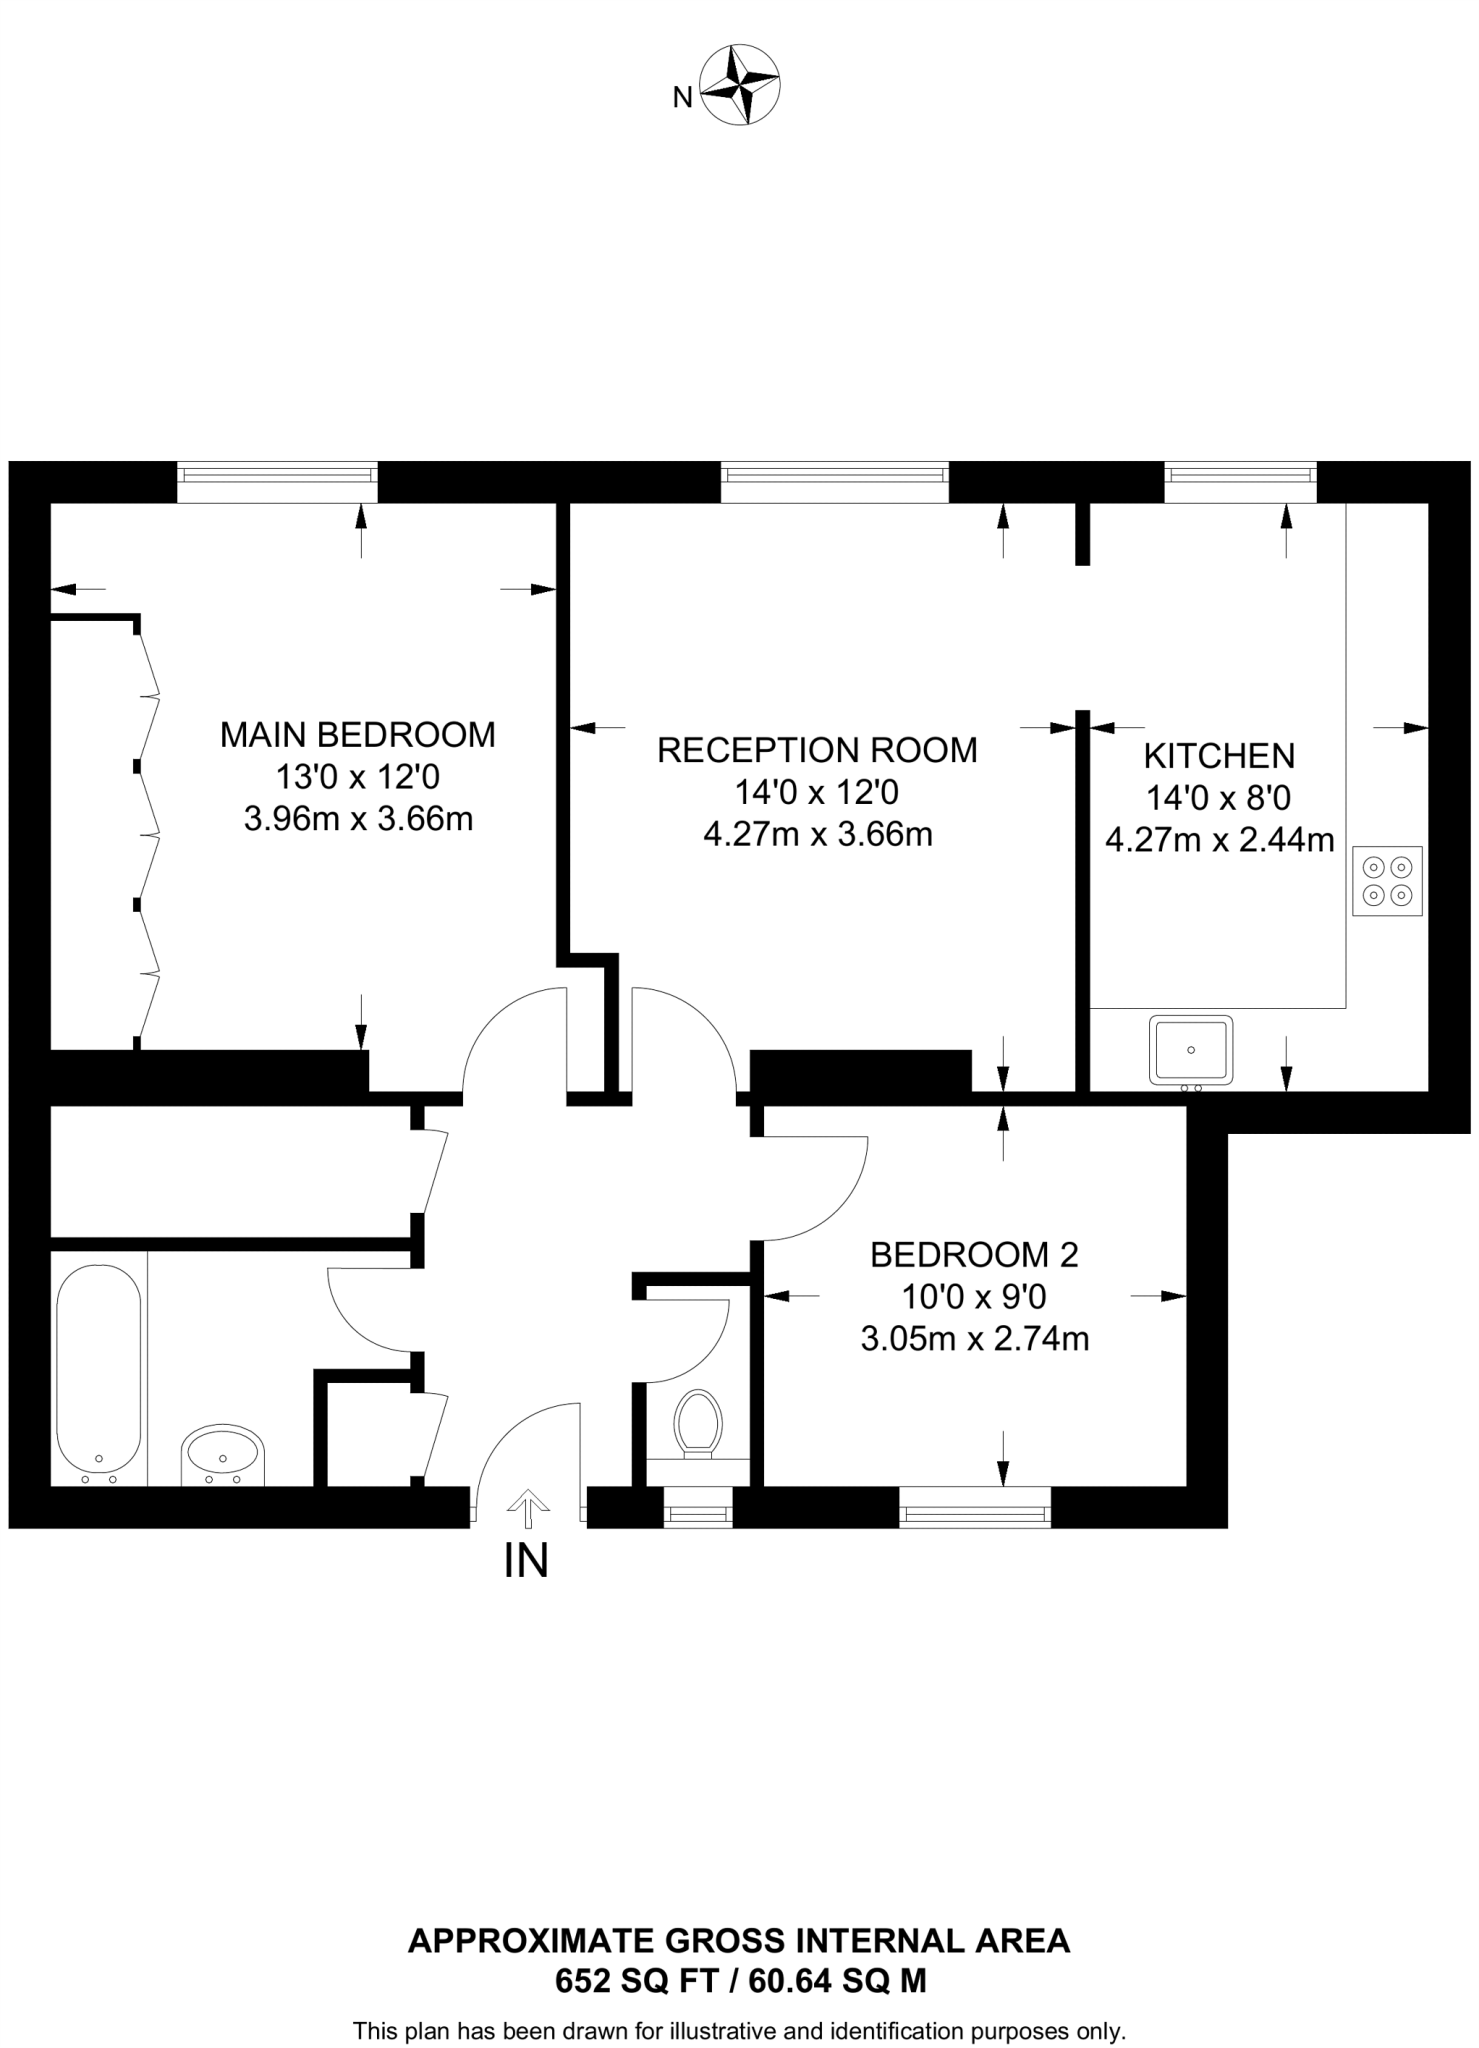 N
MAIN BEDROOM
13'0 x 12'0
3.96m x 3.66m
RECEPTION ROOM
14'0 x 12'0
4.27m x 3.66m
KITCHEN
14'0 x 8'0
4.27m x 2.44m
BEDROOM 2
10'0 x 9'0
3.05m x 2.74m
IN
APPROXIMATE GROSS INTERNAL AREA
652 SQ FT / 60.64 SQ M
This plan has been drawn for illustrative and identification purposes only.